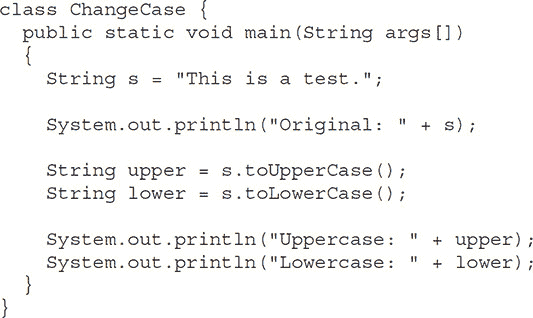 class ChangeCase {
  public static void main(String args[])
  {
    String s = "This is a test.";

    System.out.println("Original: " + s);

    String upper = s.toUpperCase();
    String lower = s.toLowerCase();

    System.out.println("Uppercase: " + upper);
    System.out.println("Lowercase: " + lower);
  }
}